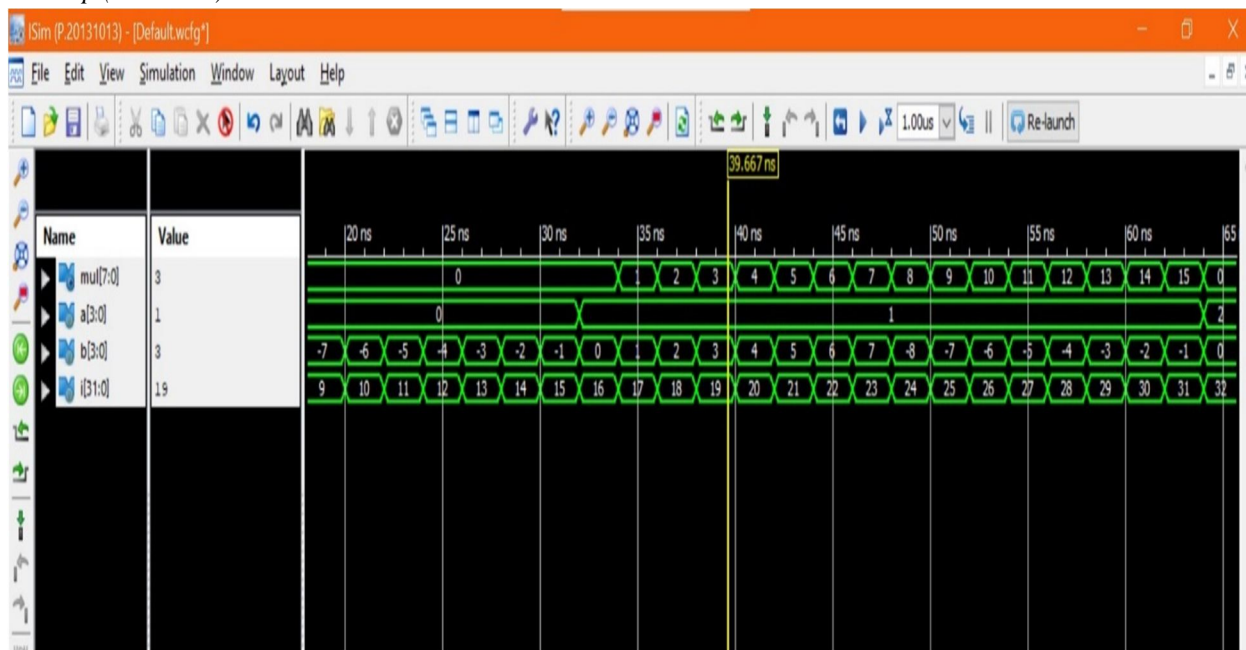 ISim (P.20131013) - [Default.wcfg*]
File Edit View Simulation Window Layout Help
1.00us Re-launch
39.667 ns
Name Value 20 ns 25 ns 30 ns 35 ns 40 ns 45 ns 50 ns 55 ns 60 ns 65
mul[7:0] 3 0 1 2 3 4 5 6 7 8 9 10 11 12 13 14 15 0
a[3:0] 1 0 1 2
b[3:0] 3 -7 -6 -5 -4 -3 -2 -1 0 1 2 3 4 5 6 7 -8 -7 -6 -5 -4 -3 -2 -1 0
i[31:0] 19 9 10 11 12 13 14 15 16 17 18 19 20 21 22 23 24 25 26 27 28 29 30 31 32